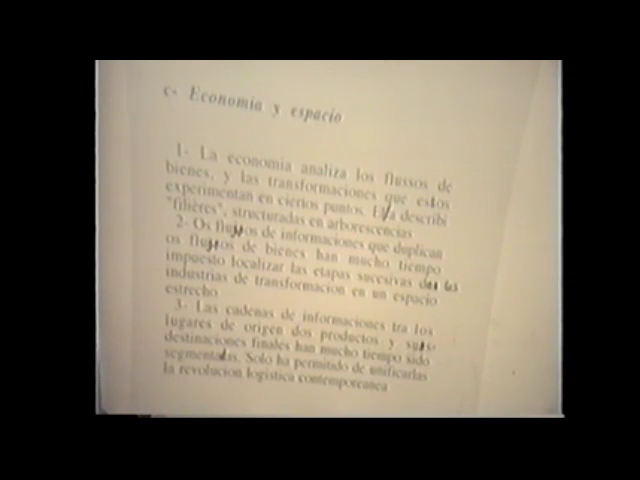 c- Economia y espacio
1- La economia analiza los flussos de
bienes, y las transformaciones que estos
experimentan en ciertos puntos. Ella describi
"filières", structuradas en arborescencias
2- Os flujos de informaciones que duplican
os flujos de bienes han mucho tiempo
impuesto localizar las etapas sucesivas de las
industrias de transformacion en un espacio
estrecho
3- Las cadenas de informaciones tra los
lugares de origen dos productos y sus
destinaciones finales han mucho tiempo sido
segmentadas. Solo ha permitido de unificarlas
la revolucion logistica contemporeanea